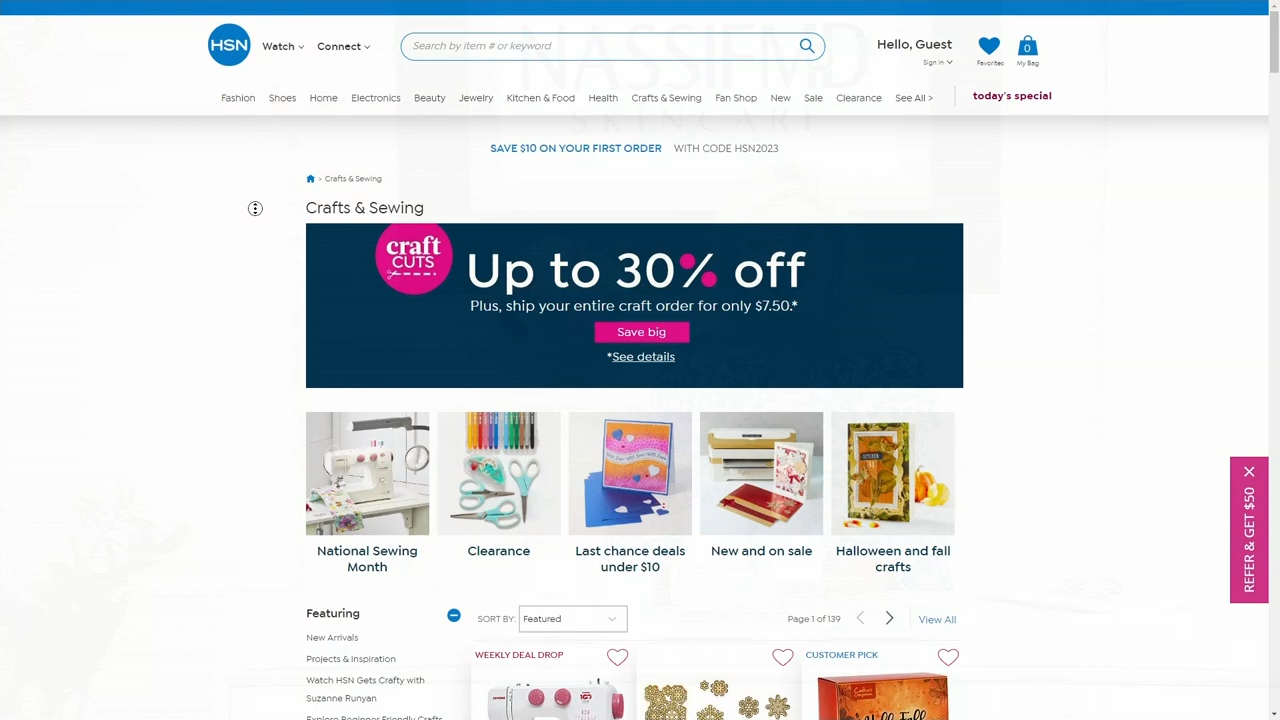 HSN
Watch
Connect
Search by item # or keyword
Hello, Guest
Sign In
Favorites
0
My Bag
Fashion
Shoes
Home
Electronics
Beauty
Jewelry
Kitchen & Food
Health
Crafts & Sewing
Fan Shop
New
Sale
Clearance
See All >
today's special
NASSIFMD
SKINCARE
SAVE $10 ON YOUR FIRST ORDER WITH CODE HSN2023
> Crafts & Sewing
Crafts & Sewing
craft
CUTS
Up to 30% off
Plus, ship your entire craft order for only $7.50.*
Save big
*See details
National Sewing
Month
Clearance
Last chance deals
under $10
New and on sale
Halloween and fall
crafts
REFER & GET $50
Featuring
New Arrivals
Projects & Inspiration
Watch HSN Gets Crafty with
Suzanne Runyan
Explore Beginner Friendly Crafts
SORT BY: Featured
Page 1 of 139
View All
WEEKLY DEAL DROP
CUSTOMER PICK